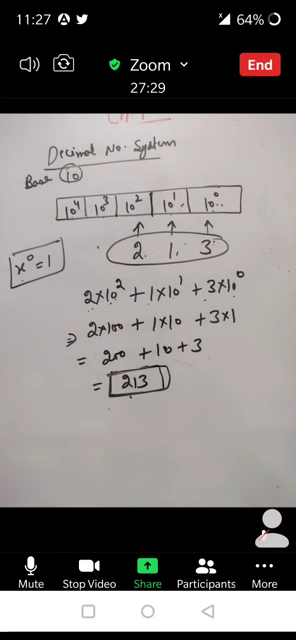 11:27
64%
Zoom
End
27:29
Decimal No. System
Base 10
10⁴ 10³ 10² 10¹ 10⁰
2 1 3
x⁰ = 1
2×10² + 1×10¹ + 3×10⁰
⇒ 2×100 + 1×10 + 3×1
= 200 + 10 + 3
= 213
Mute Stop Video Share Participants More